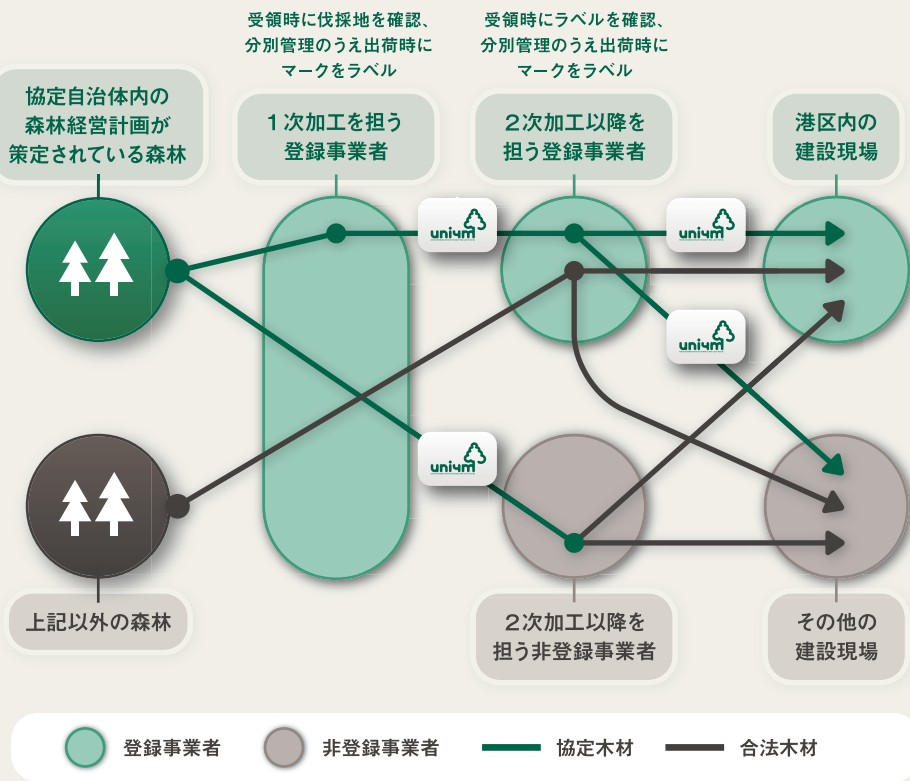 受領時に伐採地を確認、
分別管理のうえ出荷時に
マークをラベル
受領時にラベルを確認、
分別管理のうえ出荷時に
マークをラベル
協定自治体内の
森林経営計画が
策定されている森林
1次加工を担う
登録事業者
2次加工以降を
担う登録事業者
港区内の
建設現場
uni4m
uni4m
uni4m
uni4m
上記以外の森林
2次加工以降を
担う非登録事業者
その他の
建設現場
登録事業者
非登録事業者
協定木材
合法木材